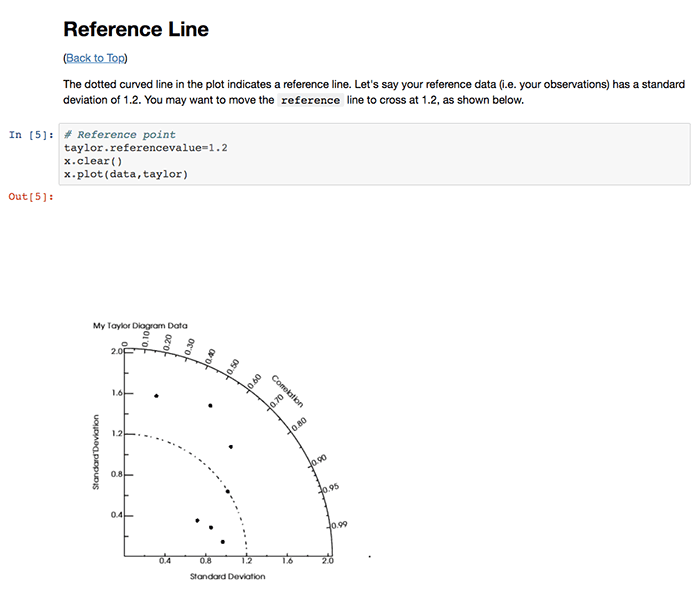 Reference Line
(Back to Top)
The dotted curved line in the plot indicates a reference line. Let's say your reference data (i.e. your observations) has a standard
deviation of 1.2. You may want to move the reference line to cross at 1.2, as shown below.
In [5]:
# Reference point
taylor.referencevalue=1.2
x.clear()
x.plot(data,taylor)
Out[5]:
My Taylor Diagram Data
0
0.10
0.20
0.30
0.40
0.50
0.60
0.70
0.80
0.90
0.95
0.99
Correlation
2.0
1.6
1.2
0.8
0.4
Standard Deviation
0.4
0.8
1.2
1.6
2.0
Standard Deviation